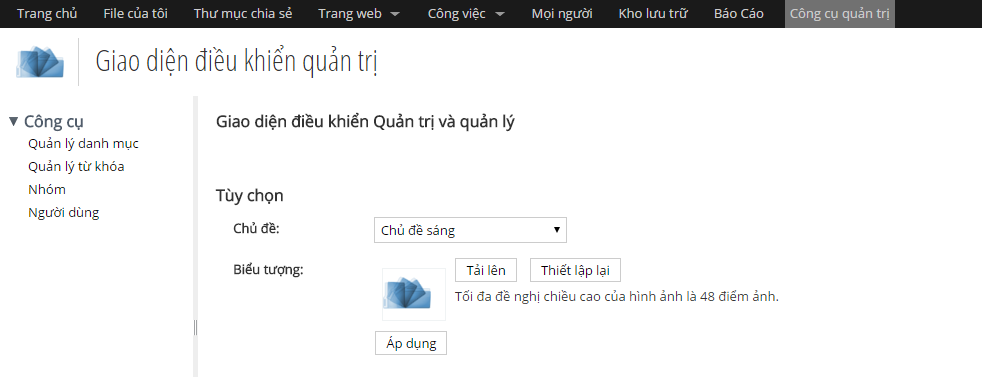 Trang chủ File của tôi Thư mục chia sẻ Trang web Công việc Mọi người Kho lưu trữ Báo Cáo Công cụ quản trị
Giao diện điều khiển quản trị
Công cụ
Quản lý danh mục
Quản lý từ khóa
Nhóm
Người dùng
Giao diện điều khiển Quản trị và quản lý
Tùy chọn
Chủ đề: Chủ đề sáng
Biểu tượng: Tải lên Thiết lập lại
Tối đa đề nghị chiều cao của hình ảnh là 48 điểm ảnh.
Áp dụng